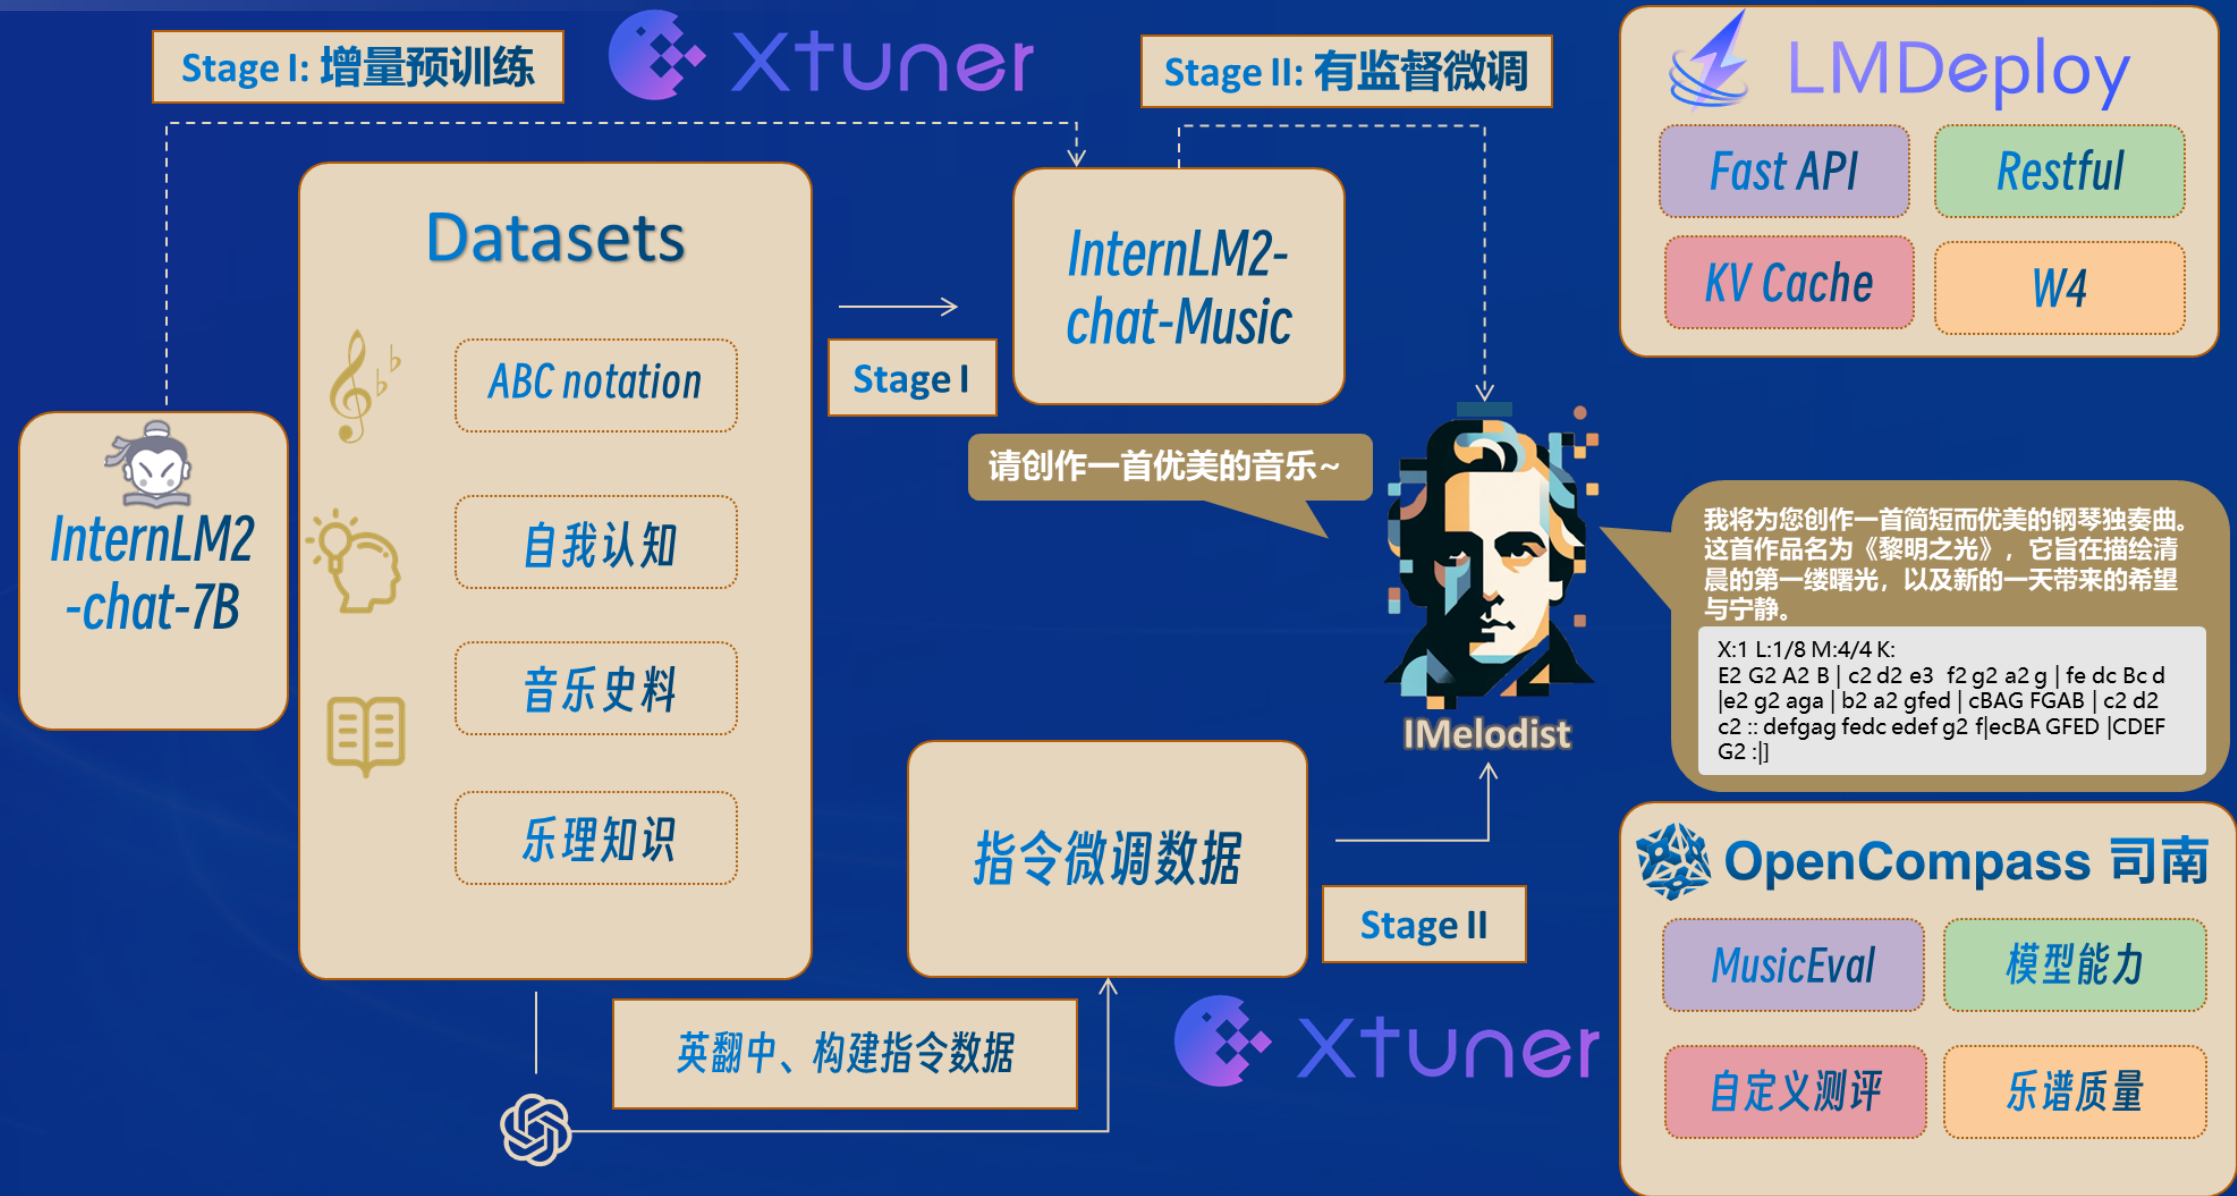 Stage I: 增量预训练
Xtuner
Stage II: 有监督微调
LMDeploy
Fast API
Restful
KV Cache
W4
InternLM2
-chat-7B
Datasets
ABC notation
自我认知
音乐史料
乐理知识
Stage I
InternLM2-
chat-Music
请创作一首优美的音乐~
IMelodist
我将为您创作一首简短而优美的钢琴独奏曲。
这首作品名为《黎明之光》，它旨在描绘清
晨的第一缕曙光，以及新的一天带来的希望
与宁静。
X:1 L:1/8 M:4/4 K:
E2 G2 A2 B | c2 d2 e3  f2 g2 a2 g | fe dc Bc d
|e2 g2 aga | b2 a2 gfed | cBAG FGAB | c2 d2
c2 :: defgag fedc edef g2 f|ecBA GFED |CDEF
G2 :|]
指令微调数据
Stage II
英翻中、构建指令数据
Xtuner
OpenCompass 司南
MusicEval
模型能力
自定义测评
乐谱质量